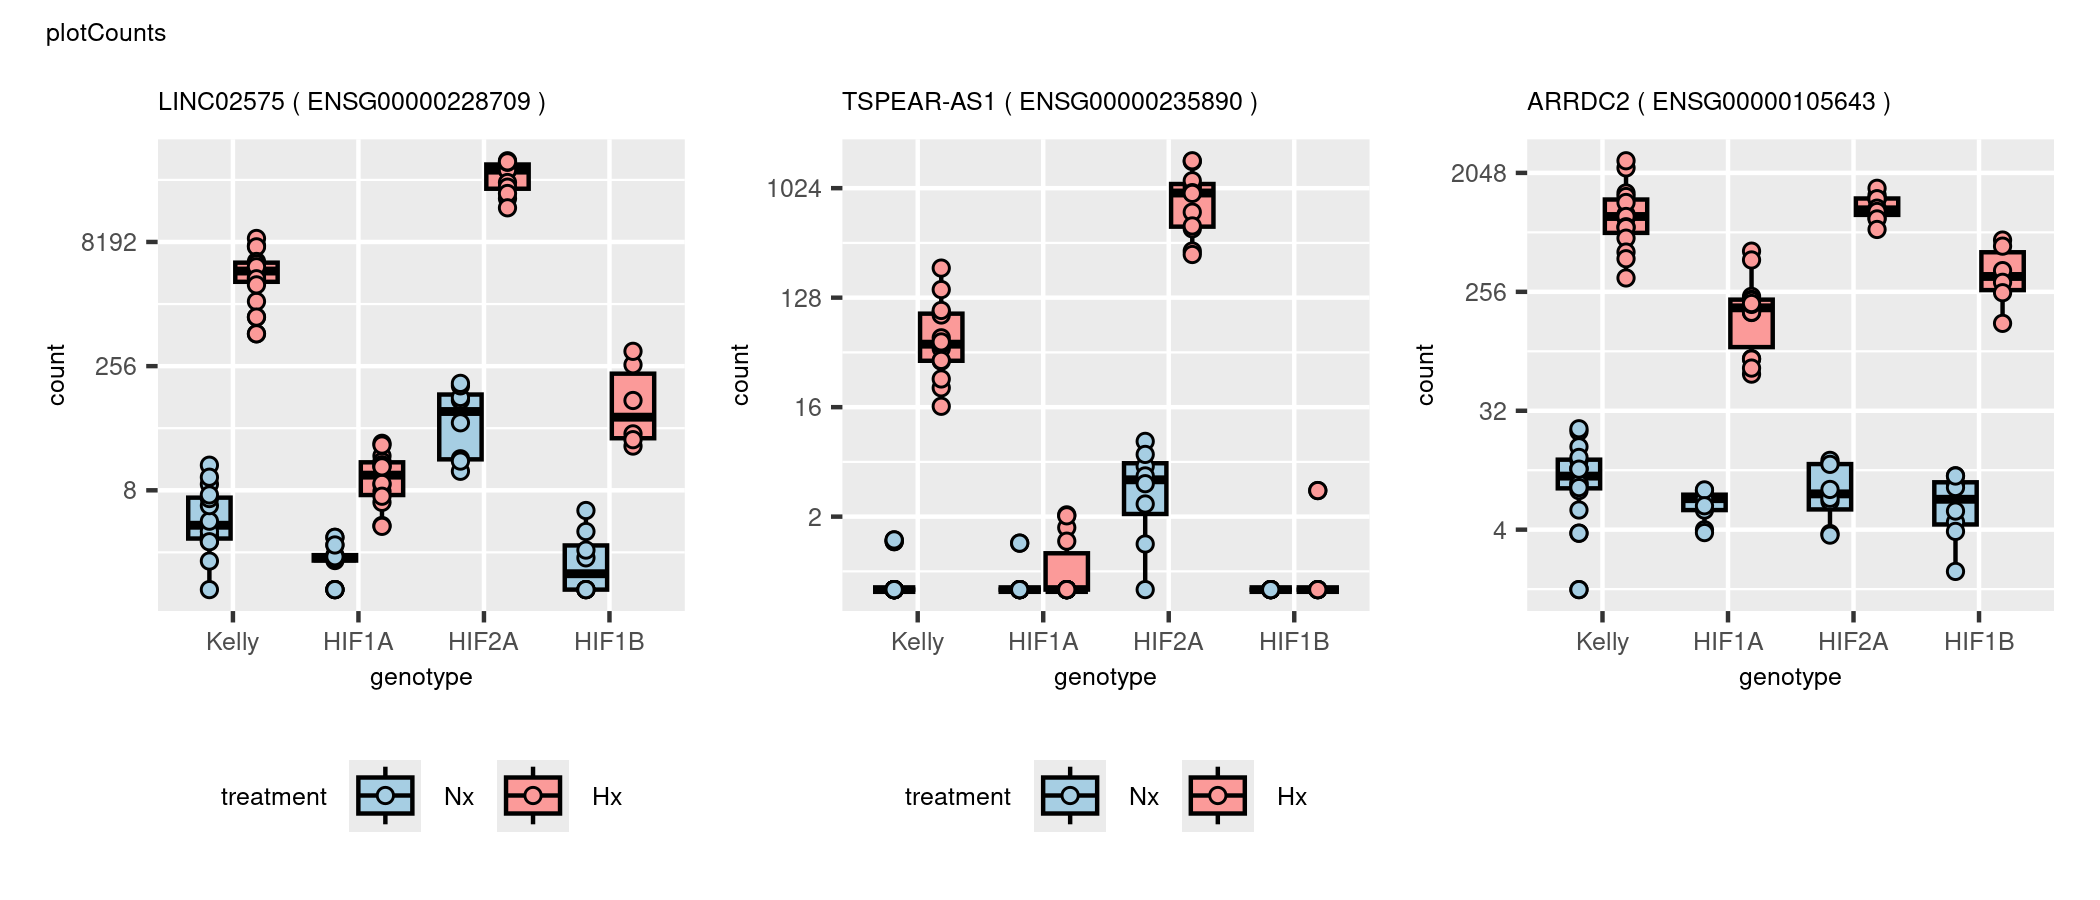 plotCounts
LINC02575 ( ENSG00000228709 )
count
8192
256
8
Kelly HIF1A HIF2A HIF1B
genotype
treatment Nx Hx
TSPEAR-AS1 ( ENSG00000235890 )
count
1024
128
16
2
Kelly HIF1A HIF2A HIF1B
genotype
treatment Nx Hx
ARRDC2 ( ENSG00000105643 )
count
2048
256
32
4
Kelly HIF1A HIF2A HIF1B
genotype